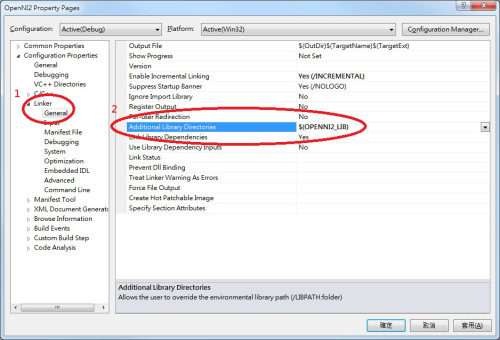 OpenNI2 Property Pages
Configuration: Active(Debug) Platform: Active(Win32) Configuration Manager...
Common Properties
Configuration Properties
General
Debugging
VC++ Directories
1
C/C++
Linker
General
Input
Manifest File
Debugging
System
Optimization
Embedded IDL
Advanced
Command Line
Manifest Tool
XML Document Generato
Browse Information
Build Events
Custom Build Step
Code Analysis
Output File $(OutDir)$(TargetName)$(TargetExt)
Show Progress Not Set
Version
Enable Incremental Linking Yes (/INCREMENTAL)
Suppress Startup Banner Yes (/NOLOGO)
Ignore Import Library No
2
Register Output No
Per-user Redirection No
Additional Library Directories $(OPENNI2_LIB)
Link Library Dependencies Yes
Use Library Dependency Inputs No
Link Status
Prevent Dll Binding
Treat Linker Warning As Errors
Force File Output
Create Hot Patchable Image
Specify Section Attributes
Additional Library Directories
Allows the user to override the environmental library path (/LIBPATH:folder)
確定 取消 套用(A)